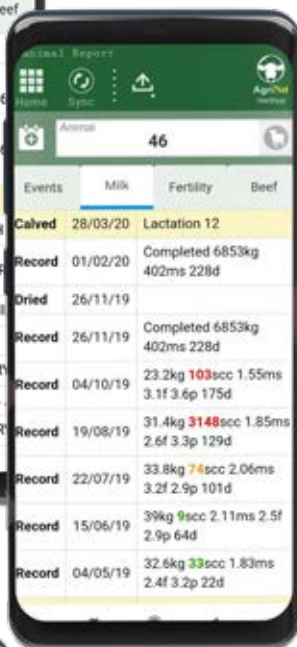 eef
Animal Report
Home
Sync
Animal
46
Events Milk Fertility Beef
Calved 28/03/20 Lactation 12
Record 01/02/20 Completed 6853kg
402ms 228d
Dried 26/11/19
Record 26/11/19 Completed 6853kg
402ms 228d
Record 04/10/19 23.2kg 103scc 1.55ms
3.1f 3.6p 175d
Record 19/08/19 31.4kg 3148scc 1.85ms
2.6f 3.3p 129d
Record 22/07/19 33.8kg 74scc 2.06ms
3.2f 2.9p 101d
Record 15/06/19 39kg 9scc 2.11ms 2.5f
2.9p 64d
Record 04/05/19 32.6kg 33scc 1.83ms
2.4f 3.2p 22d